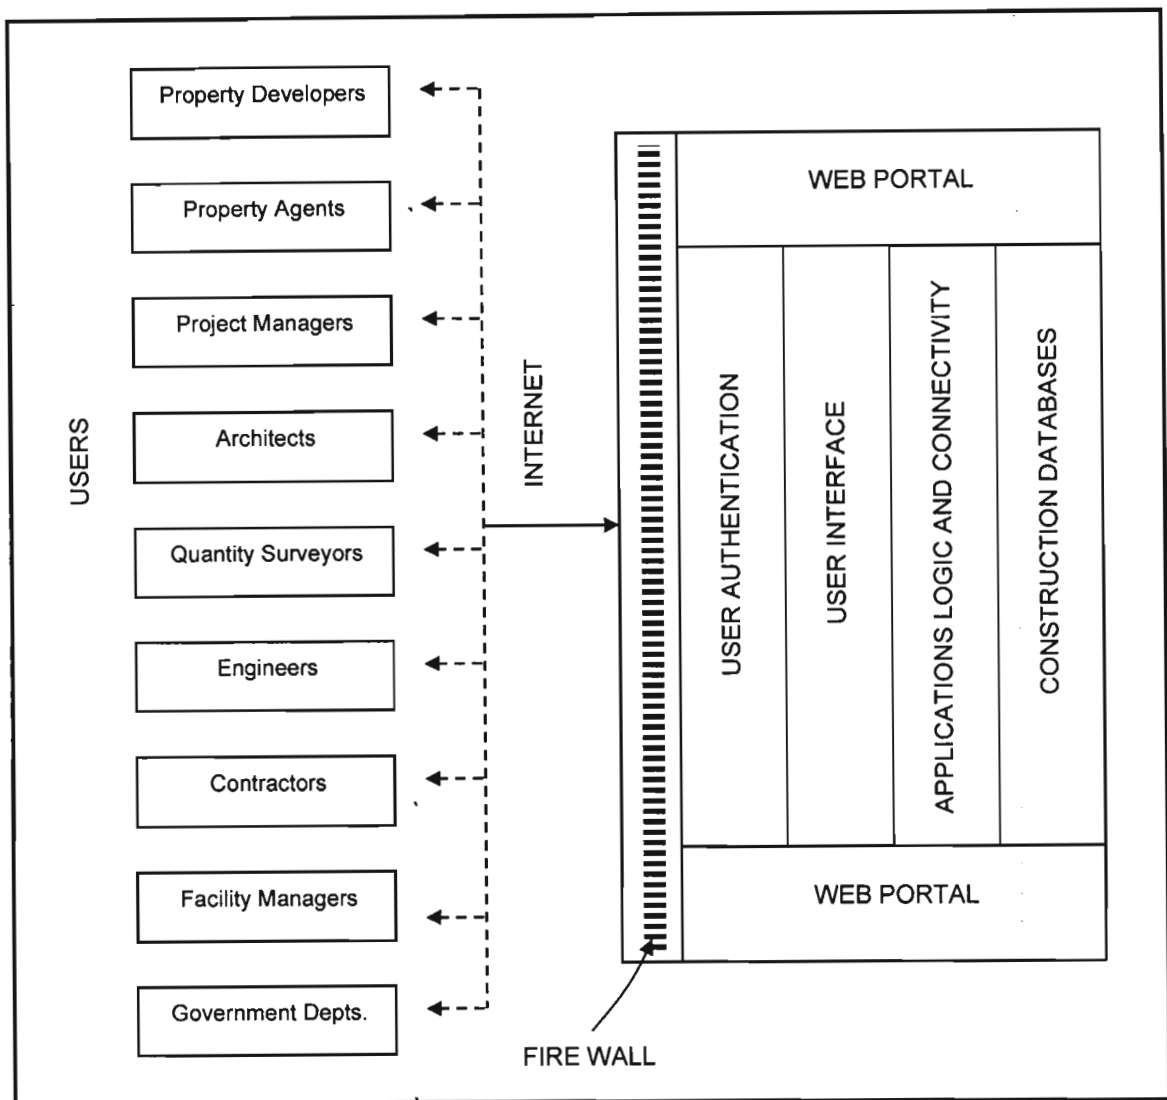 USERS
Property Developers
Property Agents
Project Managers
Architects
Quantity Surveyors
Engineers
Contractors
Facility Managers
Government Depts.
INTERNET
FIRE WALL
WEB PORTAL
USER AUTHENTICATION
USER INTERFACE
APPLICATIONS LOGIC AND CONNECTIVITY
CONSTRUCTION DATABASES
WEB PORTAL